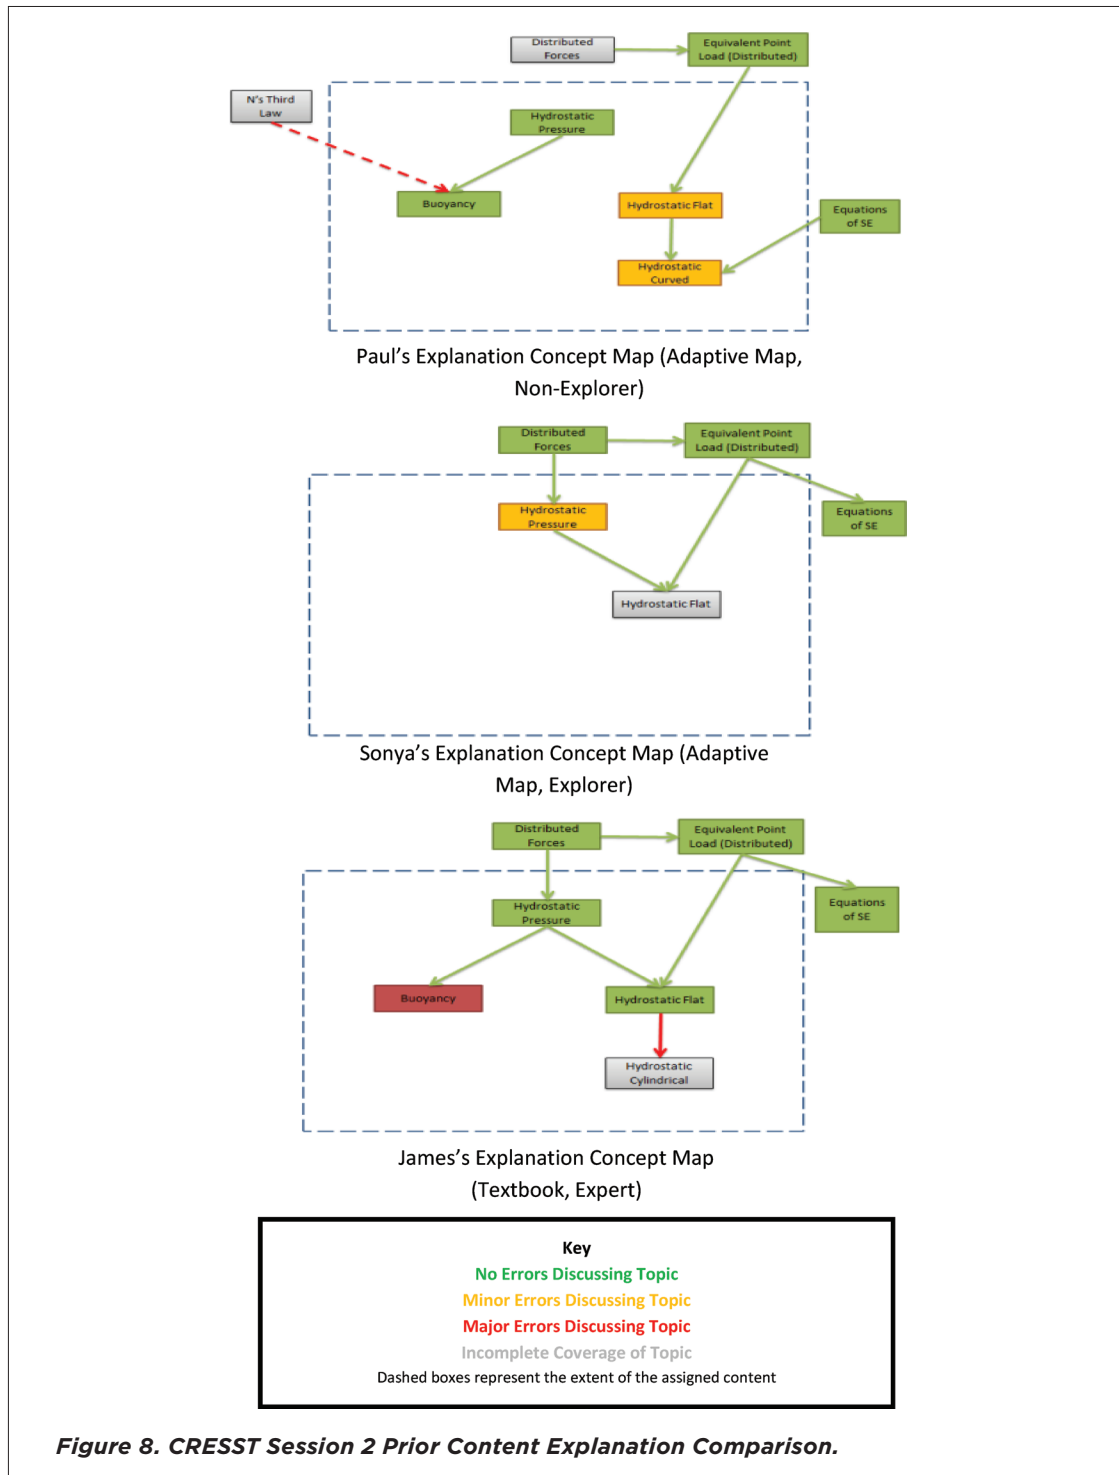 Distributed
Forces
Equivalent Point
Load (Distributed)
N's Third
Law
Hydrostatic
Pressure
Buoyancy
Hydrostatic Flat
Equations
of SE
Hydrostatic
Curved
Paul's Explanation Concept Map (Adaptive Map,
Non-Explorer)
Distributed
Forces
Equivalent Point
Load (Distributed)
Hydrostatic
Pressure
Equations
of SE
Hydrostatic Flat
Sonya's Explanation Concept Map (Adaptive
Map, Explorer)
Distributed
Forces
Equivalent Point
Load (Distributed)
Hydrostatic
Pressure
Equations
of SE
Buoyancy
Hydrostatic Flat
Hydrostatic
Cylindrical
James's Explanation Concept Map
(Textbook, Expert)
Key
No Errors Discussing Topic
Minor Errors Discussing Topic
Major Errors Discussing Topic
Incomplete Coverage of Topic
Dashed boxes represent the extent of the assigned content
Figure 8. CRESST Session 2 Prior Content Explanation Comparison.